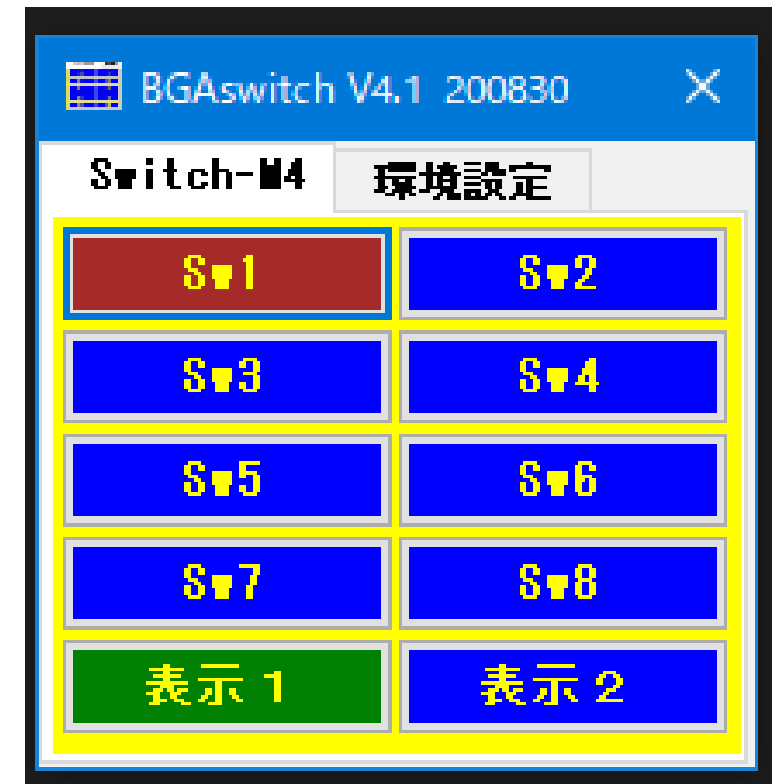 BGAswitch V4.1 200830
Switch-M4 環境設定
Sw1 Sw2
Sw3 Sw4
Sw5 Sw6
Sw7 Sw8
表示１ 表示２